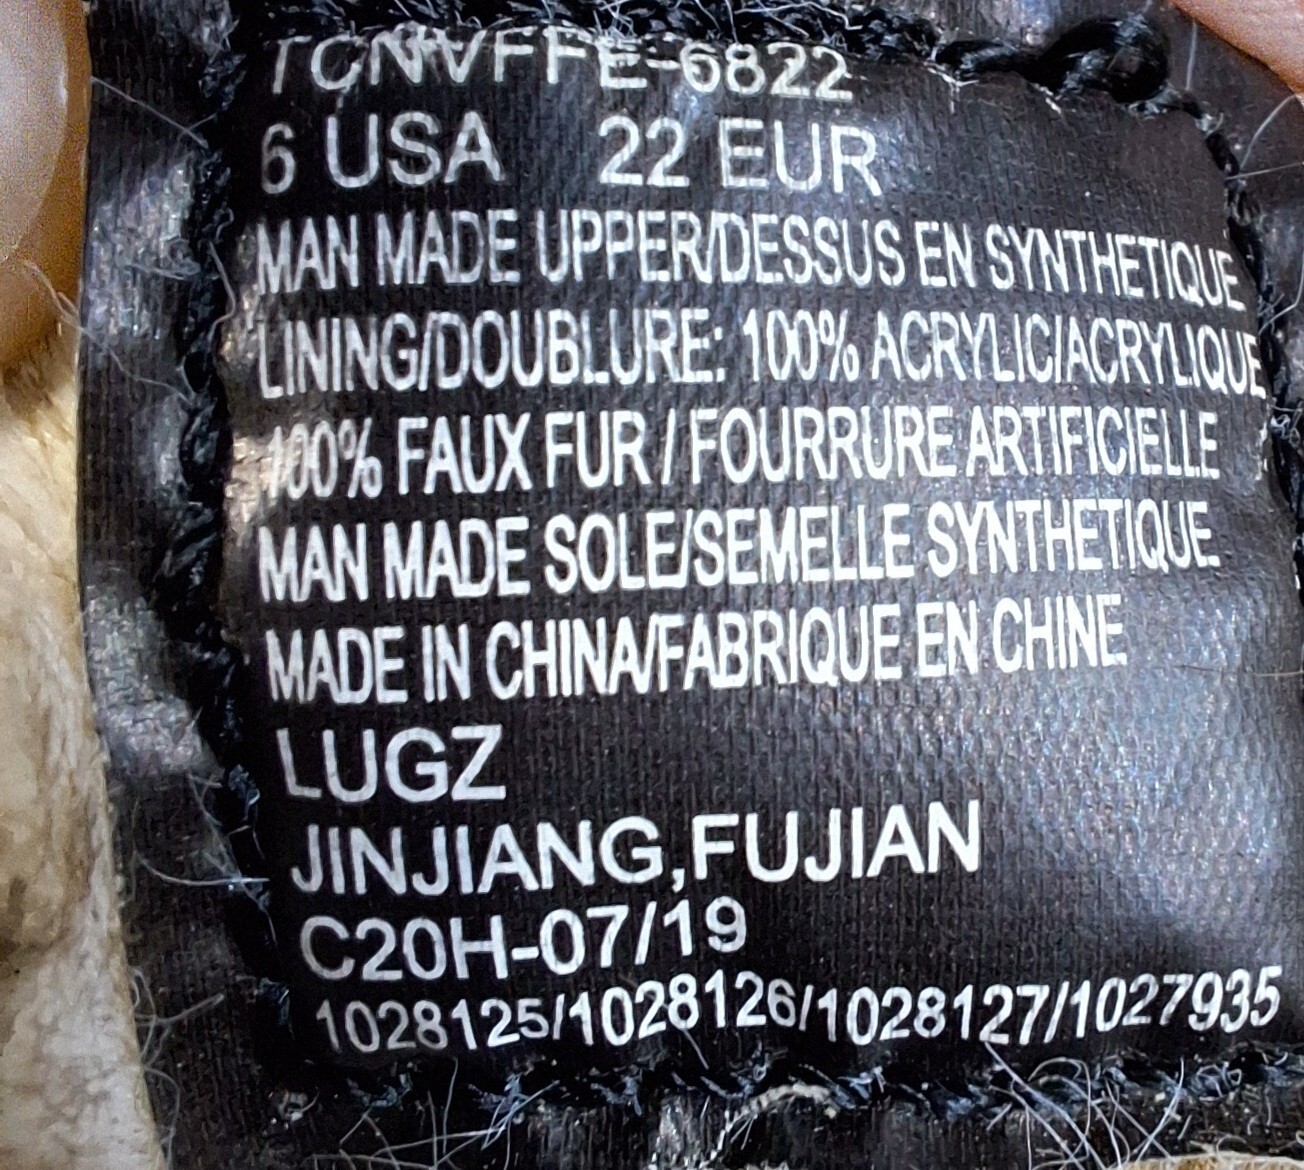 TCNVFFE-6822
6 USA 22 EUR
MAN MADE UPPER/DESSUS EN SYNTHETIQUE
LINING/DOUBLURE: 100% ACRYLIC/ACRYLIQUE
100% FAUX FUR / FOURRURE ARTIFICIELLE
MAN MADE SOLE/SEMELLE SYNTHETIQUE
MADE IN CHINA/FABRIQUE EN CHINE
LUGZ
JINJIANG,FUJIAN
C20H-07/19
1028125/1028126/1028127/1027935